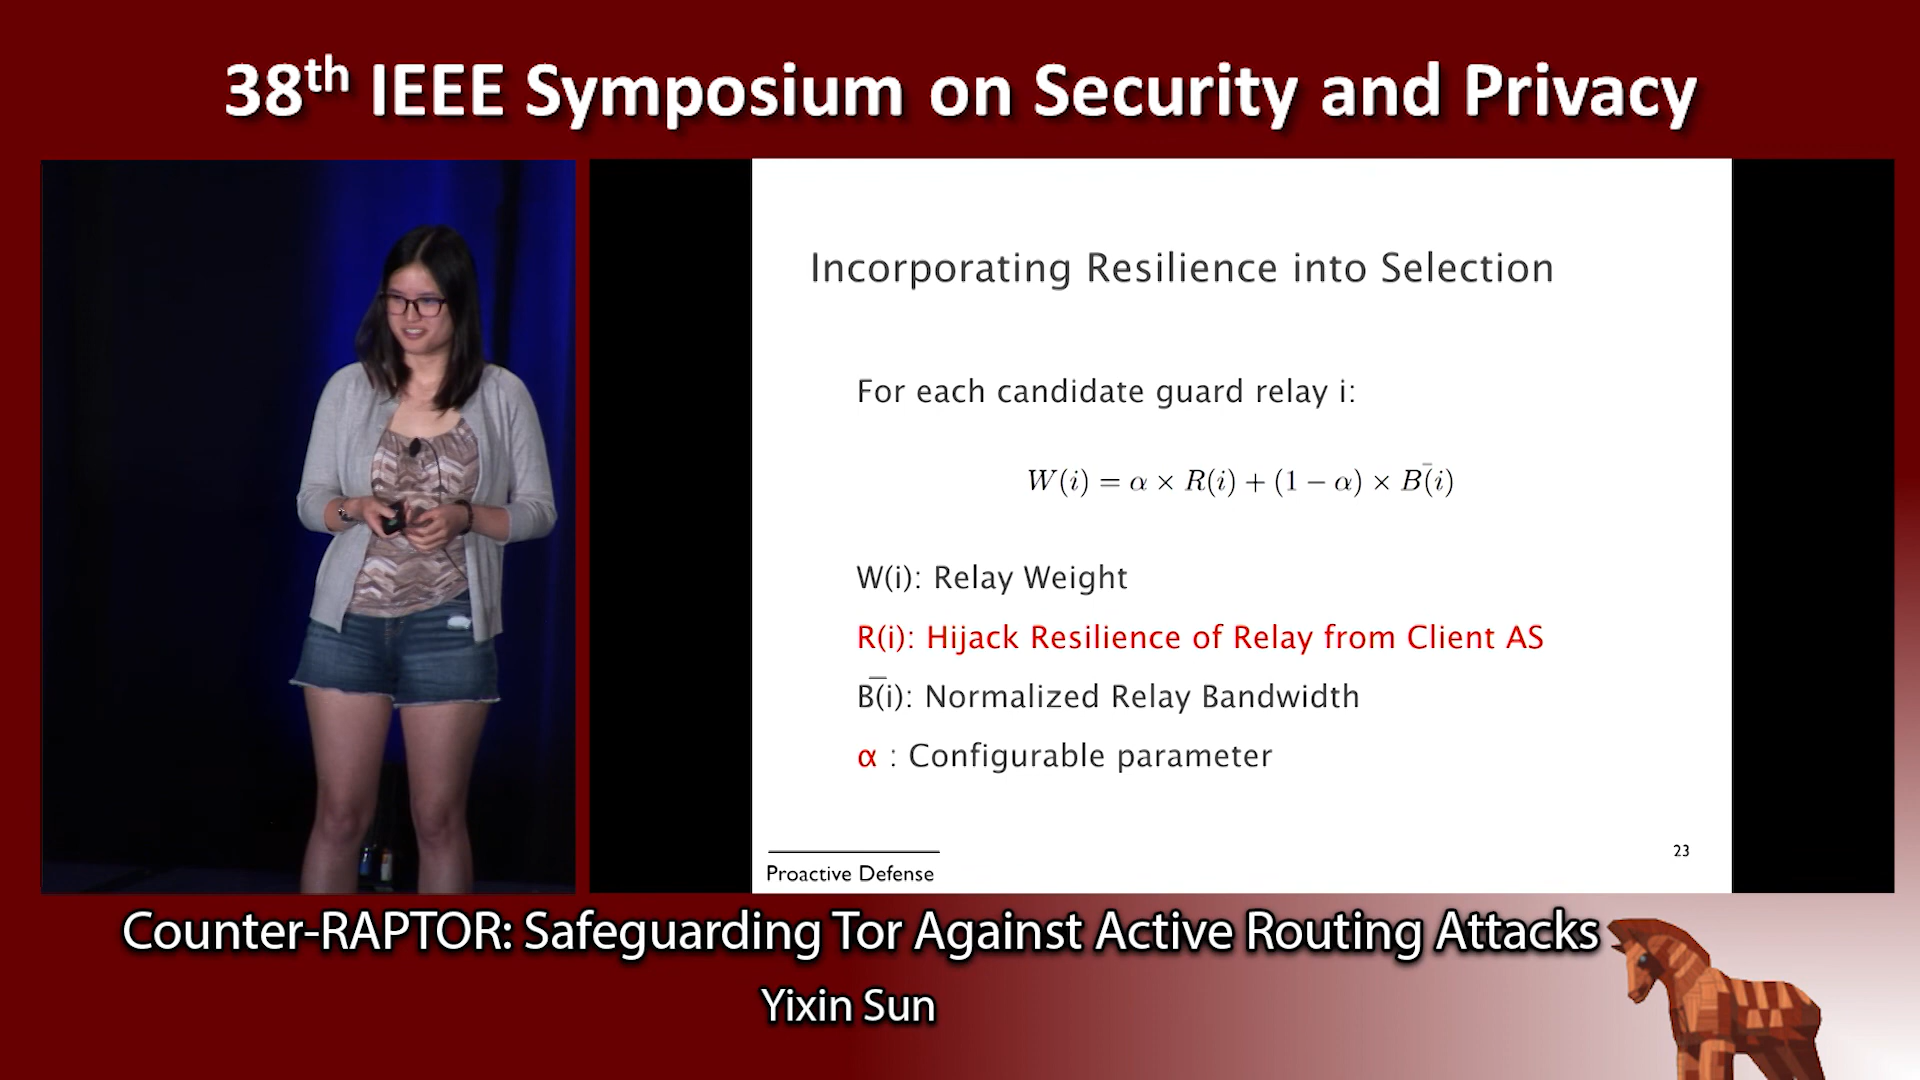 38th IEEE Symposium on Security and Privacy
Incorporating Resilience into Selection
For each candidate guard relay i:
W(i) = α × R(i) + (1 − α) × B̄(i)
W(i): Relay Weight
R(i): Hijack Resilience of Relay from Client AS
B̄(i): Normalized Relay Bandwidth
α : Configurable parameter
23
Proactive Defense
Counter-RAPTOR: Safeguarding Tor Against Active Routing Attacks
Yixin Sun